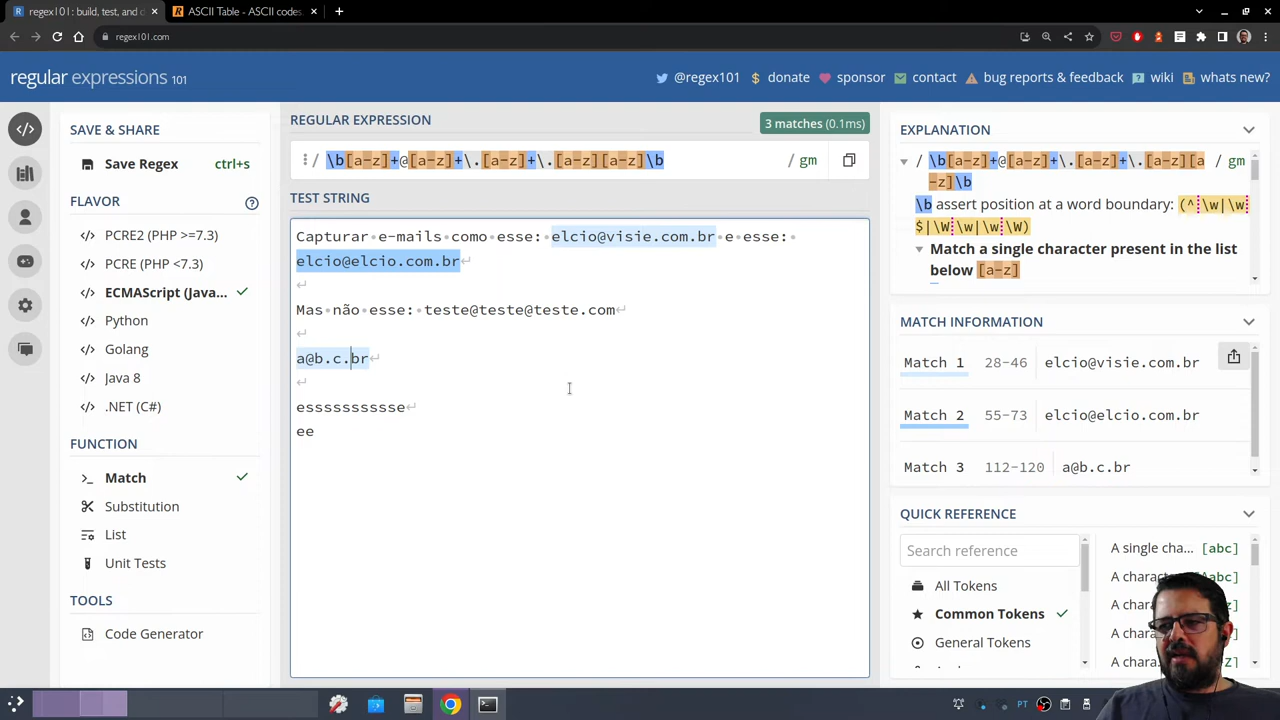 regex101: build, test, and d
ASCII Table - ASCII codes,
regex101.com
regular expressions 101
@regex101
donate
sponsor
contact
bug reports & feedback
wiki
whats new?
SAVE & SHARE
Save Regex
ctrl+s
FLAVOR
PCRE2 (PHP >=7.3)
PCRE (PHP <7.3)
ECMAScript (Java...
Python
Golang
Java 8
.NET (C#)
FUNCTION
Match
Substitution
List
Unit Tests
TOOLS
Code Generator
REGULAR EXPRESSION
3 matches (0.1ms)
/ \b[a-z]+@[a-z]+\.[a-z]+\.[a-z][a-z]\b / gm
TEST STRING
Capturar·e-mails·como·esse:·elcio@visie.com.br·e·esse:·
elcio@elcio.com.br↵
↵
Mas·não·esse:·teste@teste@teste.com↵
↵
a@b.c.br↵
↵
esssssssssse↵
ee
EXPLANATION
/ \b[a-z]+@[a-z]+\.[a-z]+\.[a-z][a / gm
-z]\b
\b assert position at a word boundary: (^\w|\w
$|\W\w|\w\W)
Match a single character present in the list
below [a-z]
MATCH INFORMATION
Match 1 28-46 elcio@visie.com.br
Match 2 55-73 elcio@elcio.com.br
Match 3 112-120 a@b.c.br
QUICK REFERENCE
Search reference
All Tokens
Common Tokens
General Tokens
A single cha... [abc]
PT